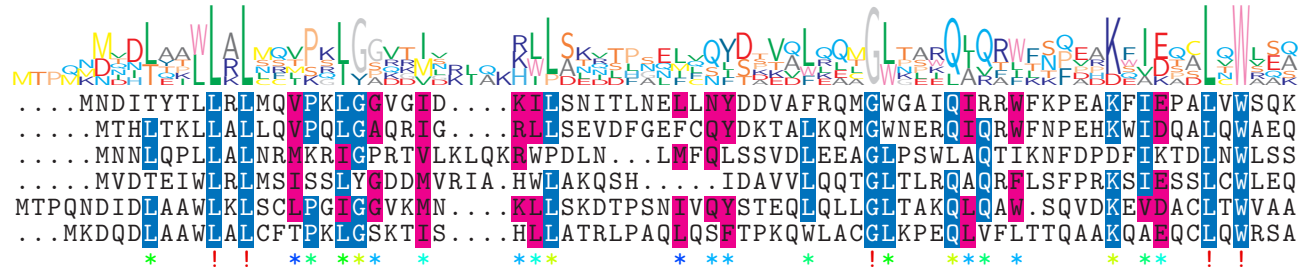 ....MNDITYTLLRLMQVPKLGGVGID....KILSNITLNELLNYDDVAFRQMGWGAIQIRRWFKPEAKFIEPALVWSQK
.....MTHLTKLLALLQVPQLGAQRIG....RLLSEVDFGEFCQYDKTALKQMGWNERQIQRWFNPEHKWIDQALQWAEQ
.....MNNLQPLLALNRMKRIGPRTVLKLQKRWPDLN...LMFQLSSVDLEEAGLPSWLAQTIKNFDPDFIKTDLNWLSS
.....MVDTEIWLRLMSISSLYGDDMVRIA.HWLAKQSH.....IDAVVLQQTGLTLRQAQRFLSFPRKSIESSLCWLEQ
MTPQNDIDLAAWLKLSCLPGIGGVKMN....KLLSKDTPSNIVQYSTEQLQLLGLTAKQLQAW.SQVDKEVDACLTWVAA
...MKDQDLAAWLALCFTPKLGSKTIS....HLLATRLPAQLQSFTPKQWLACGLKPEQLVFLTTQAAKQAEQCLQWRSA
* ! ! ** *** * *** * ** * ! *** * * ** ! !